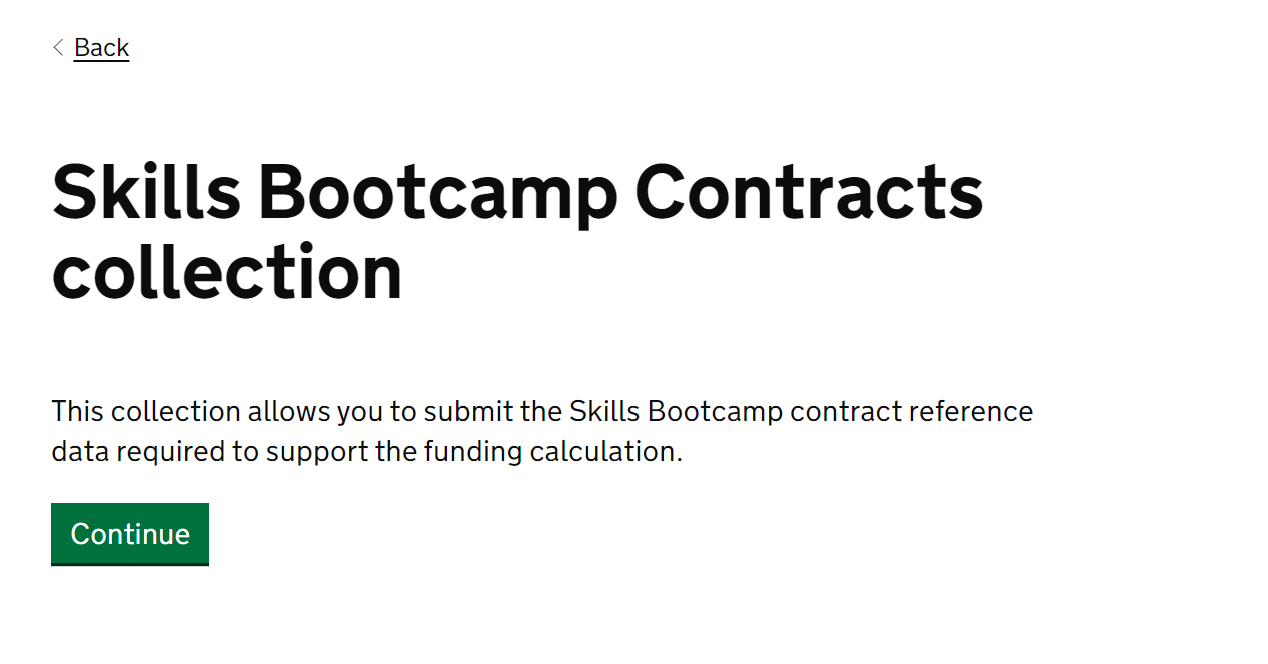 Back
Skills Bootcamp Contracts
collection
This collection allows you to submit the Skills Bootcamp contract reference
data required to support the funding calculation.
Continue